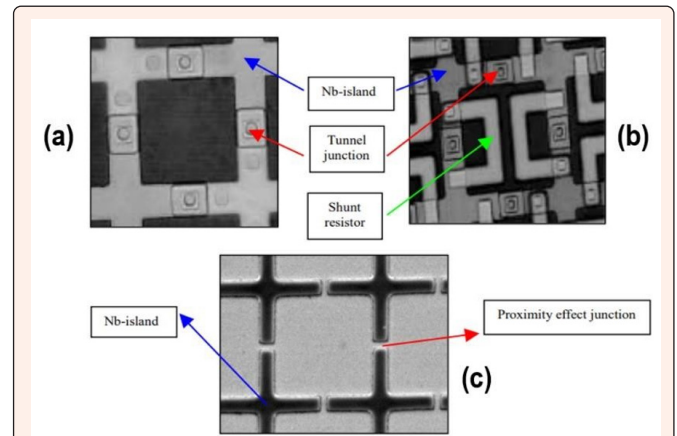 (a)
Nb-island
(b)
Tunnel
junction
Shunt
resistor
Nb-island
Proximity effect junction
(c)